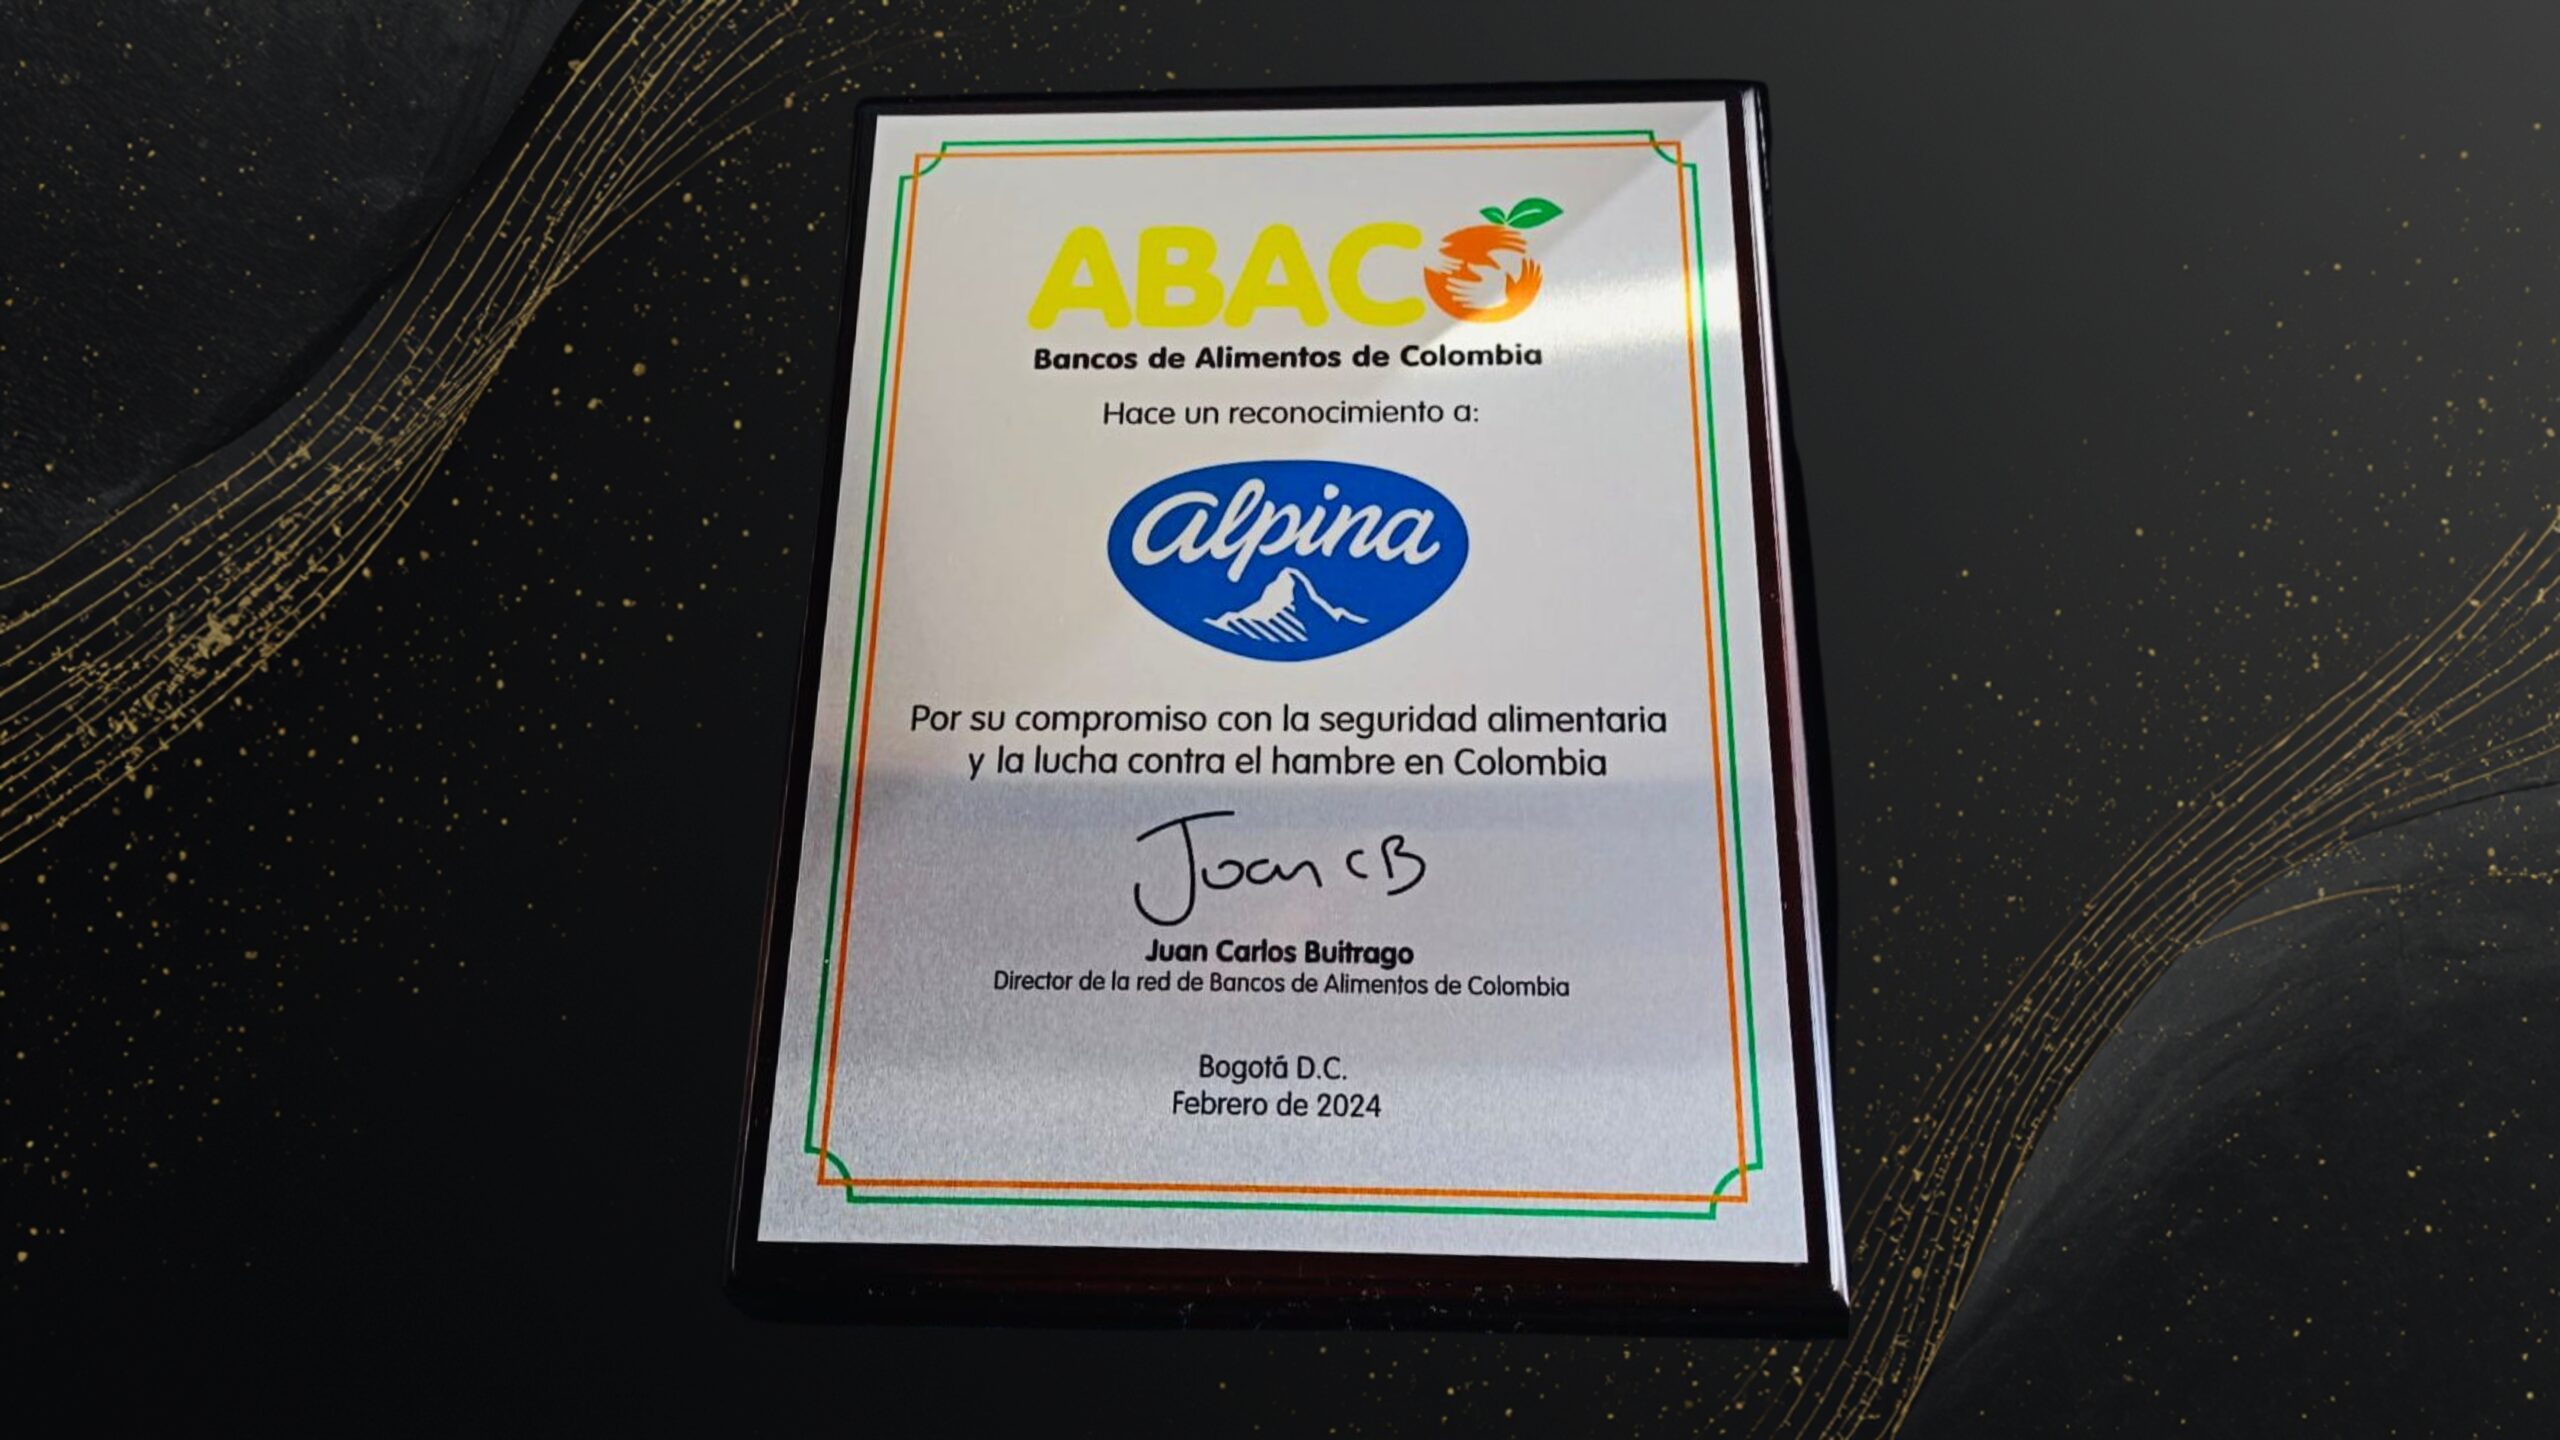 ABACO
Bancos de Alimentos de Colombia
Hace un reconocimiento a:
alpina
Por su compromiso con la seguridad alimentaria
y la lucha contra el hambre en Colombia
Juan CB
Juan Carlos Buitrago
Director de la red de Bancos de Alimentos de Colombia
Bogotá D.C.
Febrero de 2024